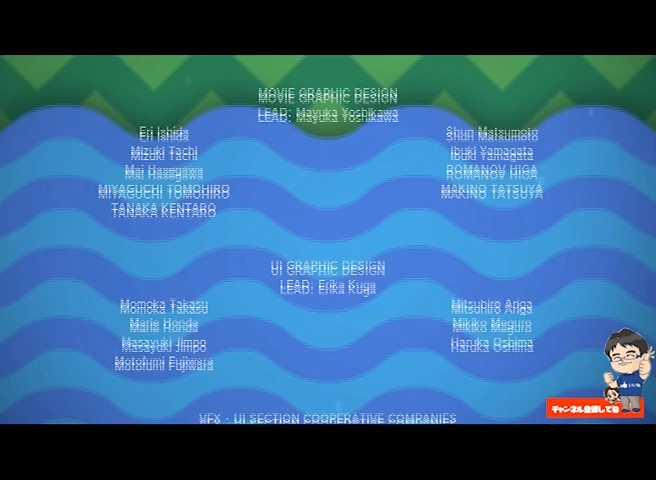 MOVIE GRAPHIC DESIGN
LEAD: Mayuka Yoshikawa
Eri Ishida
Shun Matsumoto
Mizuki Tachi
Ibuki Yamagata
Mai Hasegawa
ROMANOV HIGA
MIYAGUCHI TOMOHIRO
MAKINO TATSUYA
TANAKA KENTARO
UI GRAPHIC DESIGN
LEAD: Erika Kuga
Momoka Takasu
Mitsuhiro Ariga
Marie Honda
Mikiko Meguro
Masayuki Jimpo
Haruka Oshima
Motofumi Fujiwara
VFX・UI SECTION COOPERATIVE COMPANIES
チャンネル登録してね